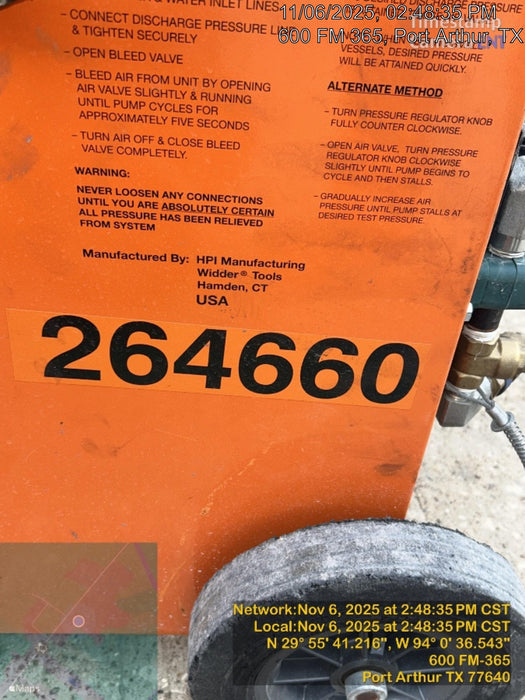 11/06/2025, 02:48:35 PM
600 FM-365, Port Arthur, TX
Timestamp
Camera
WATER INLET LINES
– CONNECT DISCHARGE PRESSURE
& TIGHTEN SECURELY
– OPEN BLEED VALVE
– BLEED AIR FROM UNIT BY OPENING
AIR VALVE SLIGHTLY & RUNNING
UNTIL PUMP CYCLES FOR
APPROXIMATELY FIVE SECONDS
– TURN AIR OFF & CLOSE BLEED
VALVE COMPLETELY.
WARNING:
NEVER LOOSEN ANY CONNECTIONS
UNTIL YOU ARE ABSOLUTELY CERTAIN
ALL PRESSURE HAS BEEN RELIEVED
FROM SYSTEM
VESSELS, DESIRED PRESSURE
WILL BE ATTAINED QUICKLY.
ALTERNATE METHOD
– TURN PRESSURE REGULATOR KNOB
FULLY COUNTER CLOCKWISE.
– OPEN AIR VALVE, TURN PRESSURE
REGULATOR KNOB CLOCKWISE
SLIGHTLY UNTIL PUMP BEGINS TO
CYCLE AND THEN STALLS.
– GRADUALLY INCREASE AIR
PRESSURE UNTIL PUMP STALLS AT
DESIRED TEST PRESSURE.
Manufactured By: HPI Manufacturing
Widder® Tools
Hamden, CT
USA
264660
Network:Nov 6, 2025 at 2:48:35 PM CST
Local:Nov 6, 2025 at 2:48:35 PM CST
N 29° 55' 41.216", W 94° 0' 36.543"
600 FM-365
Port Arthur TX 77640
Maps